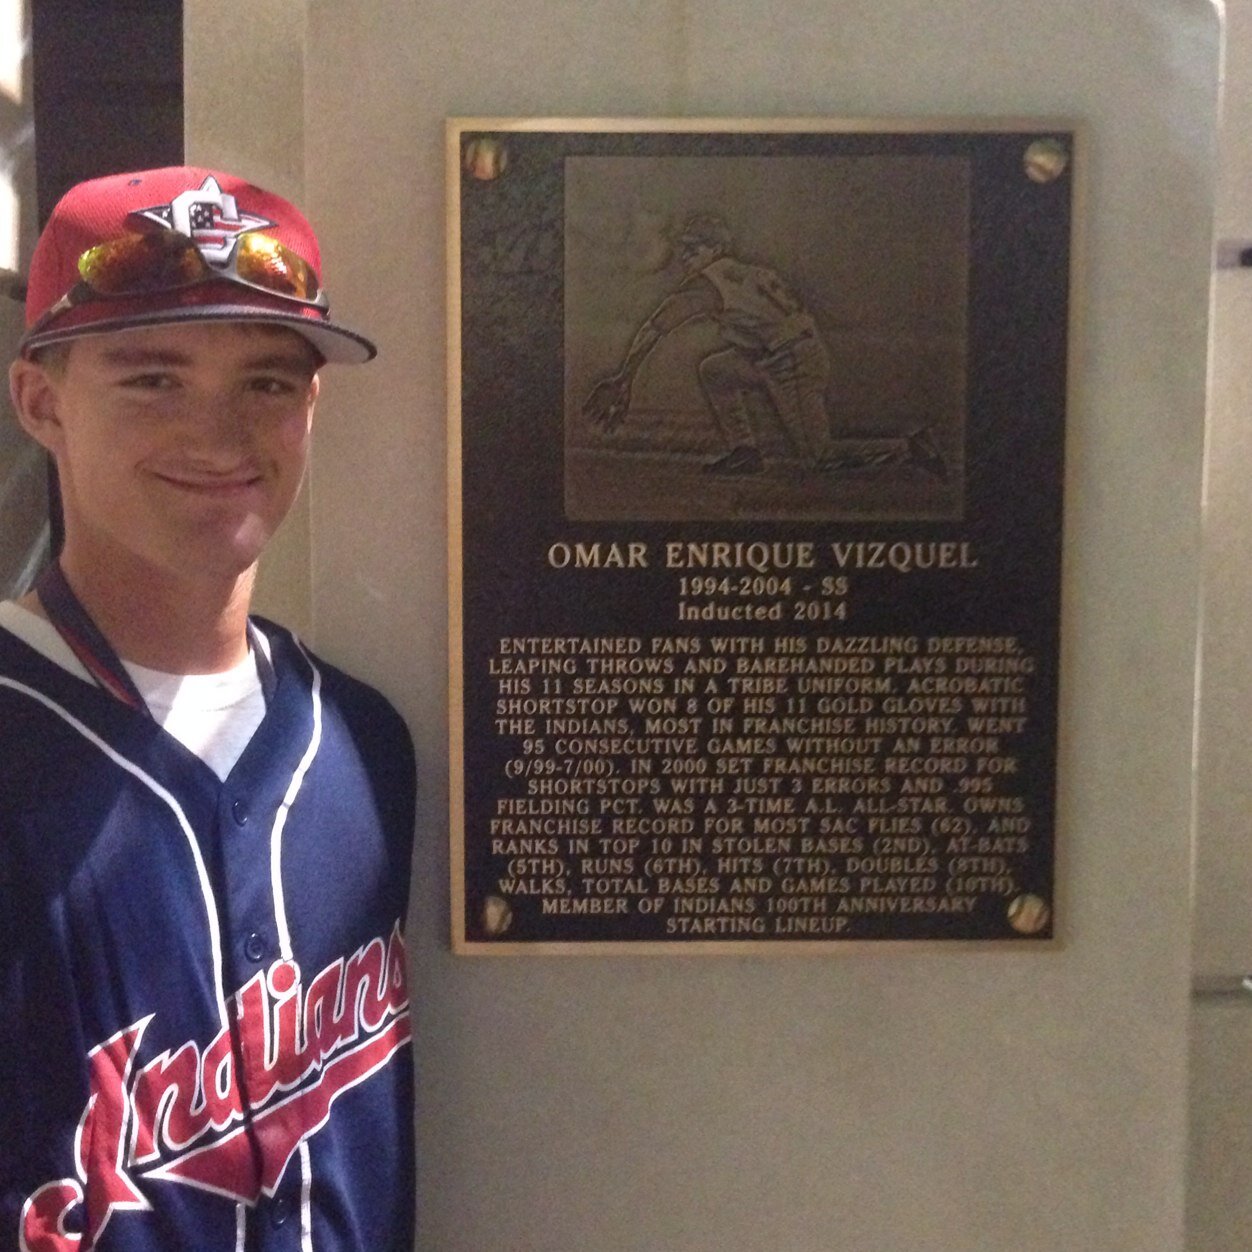 OMAR ENRIQUE VIZQUEL
1994-2004 - SS
Inducted 2014
ENTERTAINED FANS WITH HIS DAZZLING DEFENSE,
LEAPING THROWS AND BAREHANDED PLAYS DURING
HIS 11 SEASONS IN A TRIBE UNIFORM. ACROBATIC
SHORTSTOP WON 8 OF HIS 11 GOLD GLOVES WITH
THE INDIANS, MOST IN FRANCHISE HISTORY. WENT
95 CONSECUTIVE GAMES WITHOUT AN ERROR
(9/99-7/00). IN 2000 SET FRANCHISE RECORD FOR
SHORTSTOPS WITH JUST 3 ERRORS AND .995
FIELDING PCT. WAS A 3-TIME A.L. ALL-STAR. OWNS
FRANCHISE RECORD FOR MOST SAC FLIES (62), AND
RANKS IN TOP 10 IN STOLEN BASES (2ND), AT-BATS
(5TH), RUNS (6TH), HITS (7TH), DOUBLES (8TH),
WALKS, TOTAL BASES AND GAMES PLAYED (10TH).
MEMBER OF INDIANS 100TH ANNIVERSARY
STARTING LINEUP.
Indians
C